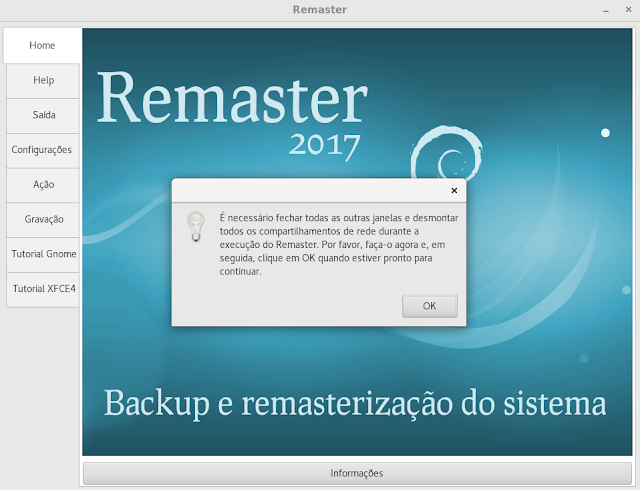 Remaster
Home
Help
Saída
Configurações
Ação
Gravação
Tutorial Gnome
Tutorial XFCE4
Remaster
2017
É necessário fechar todas as outras janelas e desmontar
todos os compartilhamentos de rede durante a
execução do Remaster. Por favor, faça-o agora e, em
seguida, clique em OK quando estiver pronto para
continuar.
OK
Backup e remasterização do sistema
Informações